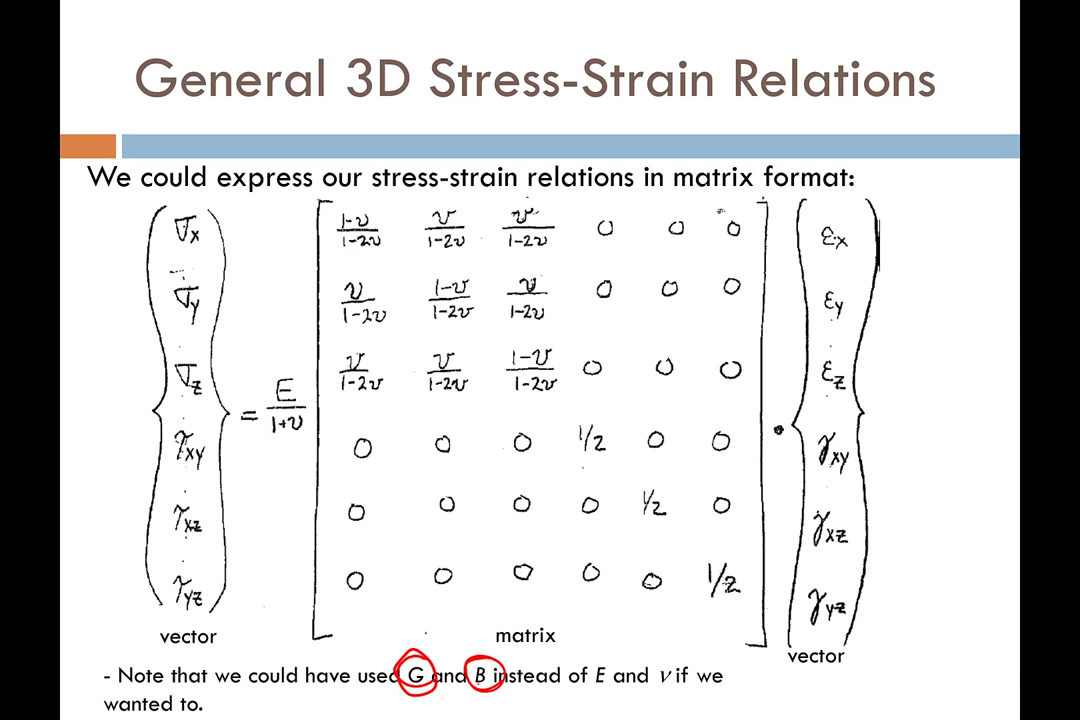 General 3D Stress-Strain Relations
We could express our stress-strain relations in matrix format:
σx (1-ν)/(1-2ν) ν/(1-2ν) ν/(1-2ν) 0 0 0 εx
σy ν/(1-2ν) (1-ν)/(1-2ν) ν/(1-2ν) 0 0 0 εy
σz = E/(1+ν) ν/(1-2ν) ν/(1-2ν) (1-ν)/(1-2ν) 0 0 0 • εz
τxy 0 0 0 1/2 0 0 γxy
τxz 0 0 0 0 1/2 0 γxz
τyz 0 0 0 0 0 1/2 γyz
vector matrix vector
- Note that we could have used G and B instead of E and ν if we
wanted to.